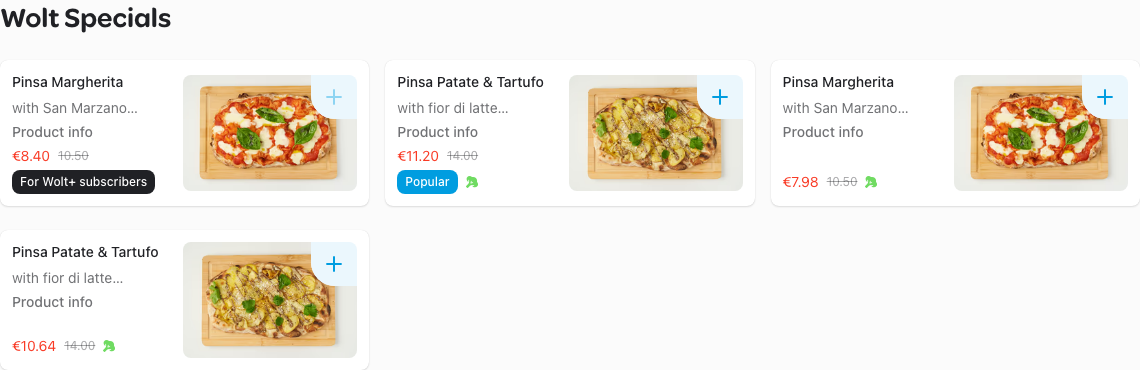 Wolt Specials
Pinsa Margherita
with San Marzano...
Product info
€8.40 10.50
For Wolt+ subscribers
Pinsa Patate & Tartufo
with fior di latte...
Product info
€11.20 14.00
Popular
Pinsa Margherita
with San Marzano...
Product info
€7.98 10.50
Pinsa Patate & Tartufo
with fior di latte...
Product info
€10.64 14.00